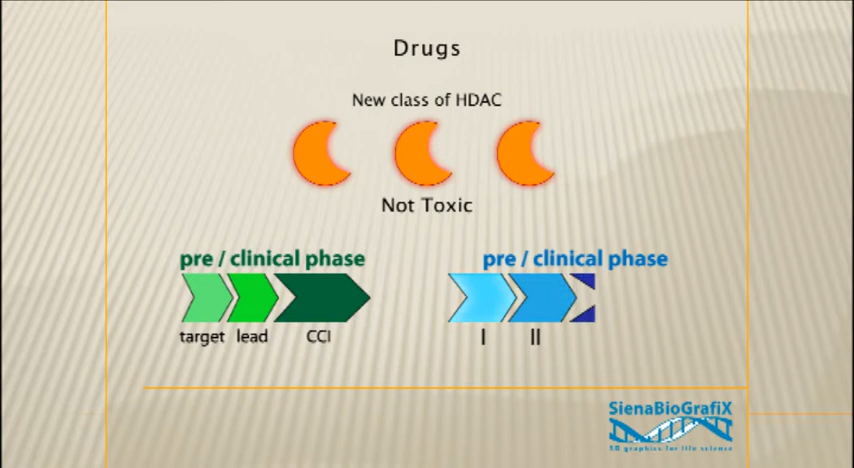 Drugs
New class of HDAC
Not Toxic
pre / clinical phase
pre / clinical phase
target lead CCI
I II
SienaBioGrafiX
3D graphics for life science